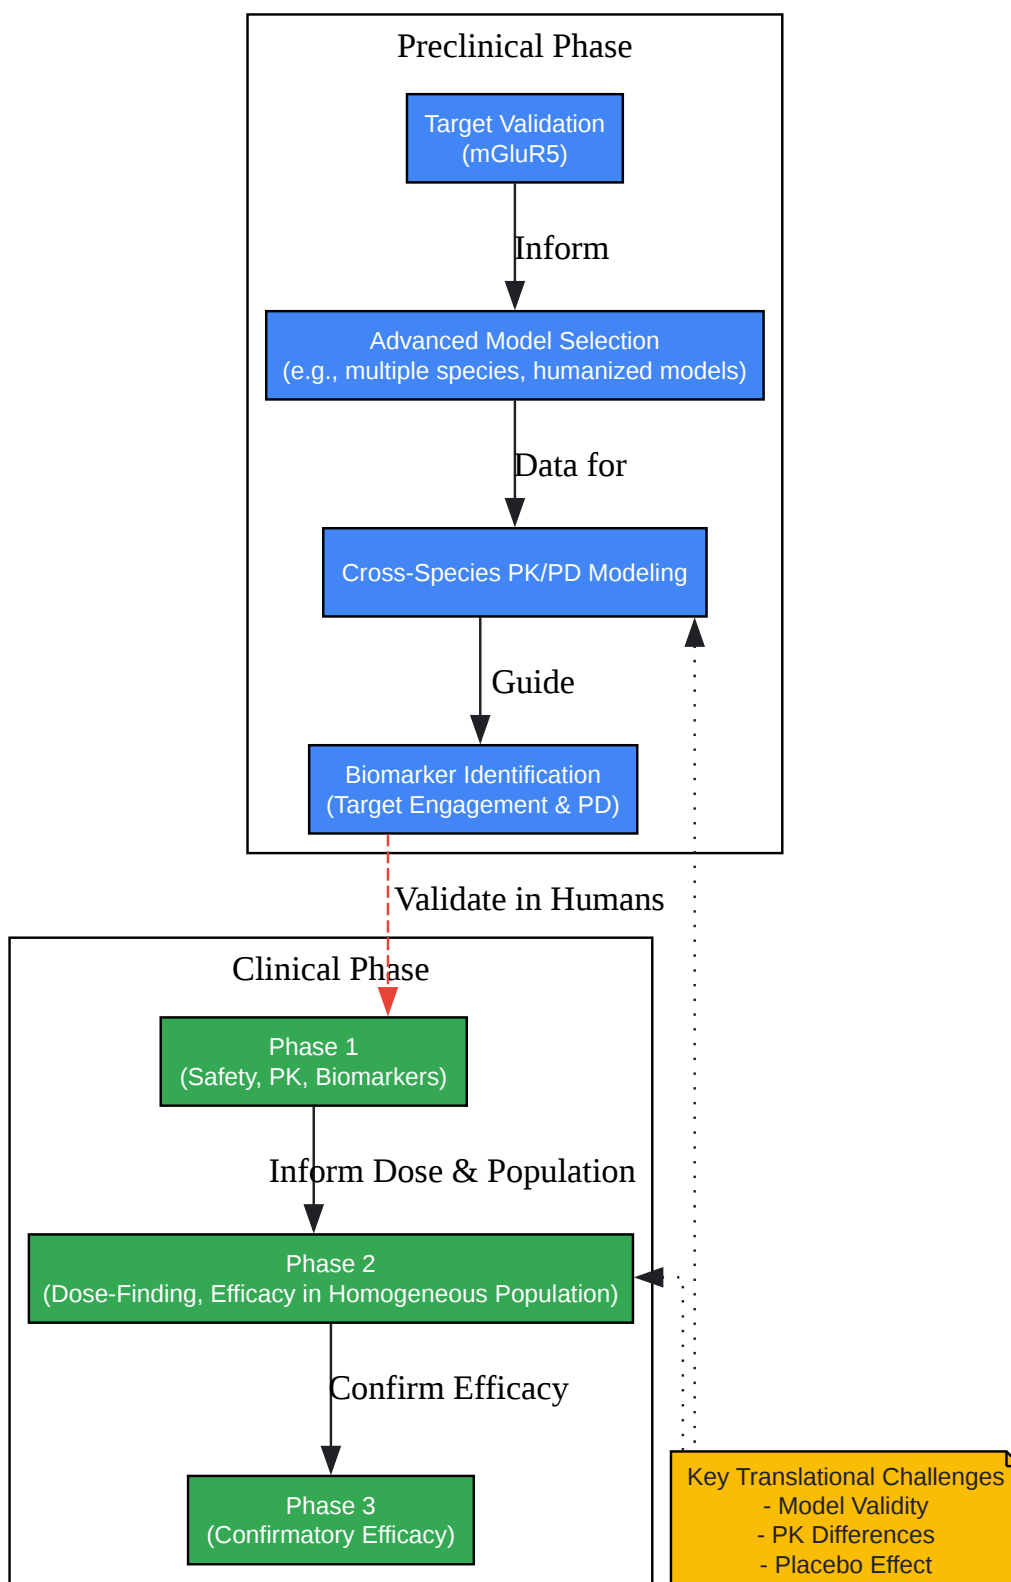 Preclinical Phase
Target Validation
(mGluR5)
Inform
Advanced Model Selection
(e.g., multiple species, humanized models)
Data for
Cross-Species PK/PD Modeling
Guide
Biomarker Identification
(Target Engagement & PD)
Validate in Humans
Clinical Phase
Phase 1
(Safety, PK, Biomarkers)
Inform Dose & Population
Phase 2
(Dose-Finding, Efficacy in Homogeneous Population)
Confirm Efficacy
Phase 3
(Confirmatory Efficacy)
Key Translational Challenges
- Model Validity
- PK Differences
- Placebo Effect